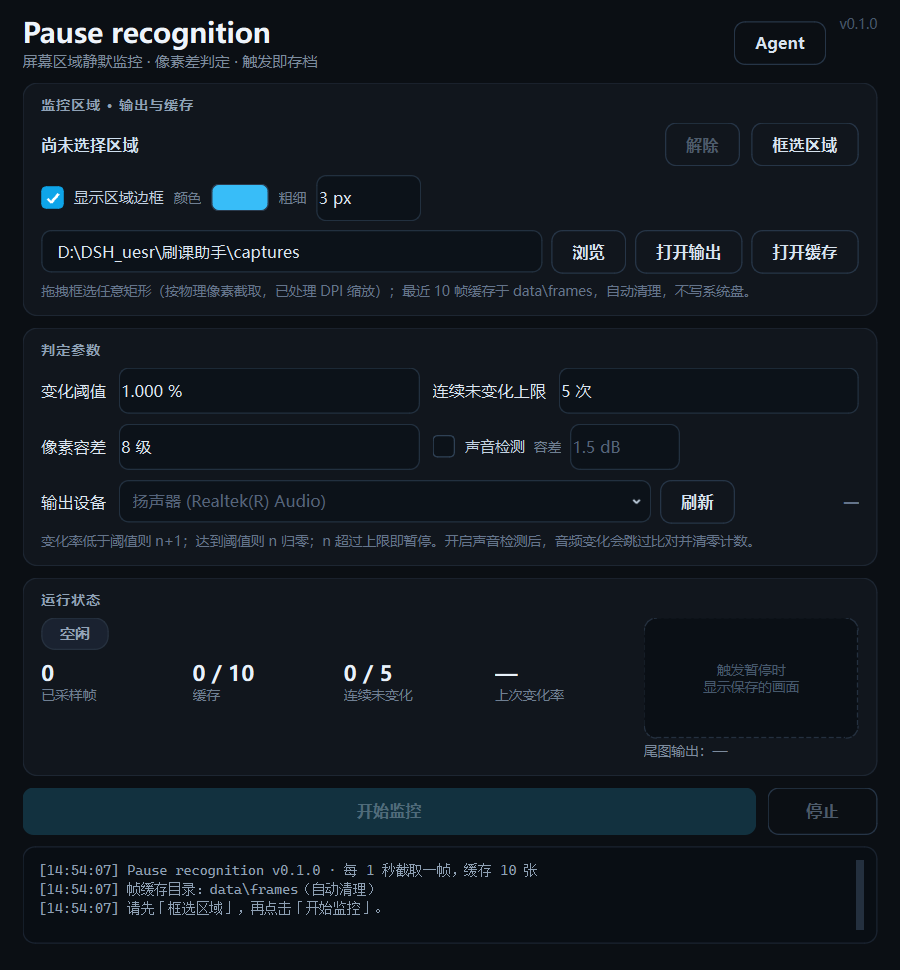 Pause recognition
v0.1.0
Agent
屏幕区域静默监控 · 像素差判定 · 触发即存档
监控区域 • 输出与缓存
尚未选择区域 解除 框选区域
显示区域边框 颜色 粗细 3 px
D:\DSH_uesr\刷课助手\captures 浏览 打开输出 打开缓存
拖拽框选任意矩形（按物理像素截取，已处理 DPI 缩放）；最近 10 帧缓存于 data\frames，自动清理，不写系统盘。
判定参数
变化阈值 1.000 % 连续未变化上限 5 次
像素容差 8 级 声音检测 容差 1.5 dB
输出设备 扬声器 (Realtek(R) Audio) 刷新 —
变化率低于阈值则 n+1；达到阈值则 n 归零；n 超过上限即暂停。开启声音检测后，音频变化会跳过比对并清零计数。
运行状态
空闲
0 0 / 10 0 / 5 —
已采样帧 缓存 连续未变化 上次变化率
触发暂停时
显示保存的画面
尾图输出：—
开始监控 停止
[14:54:07] Pause recognition v0.1.0 · 每 1 秒截取一帧，缓存 10 张
[14:54:07] 帧缓存目录：data\frames（自动清理）
[14:54:07] 请先「框选区域」，再点击「开始监控」。